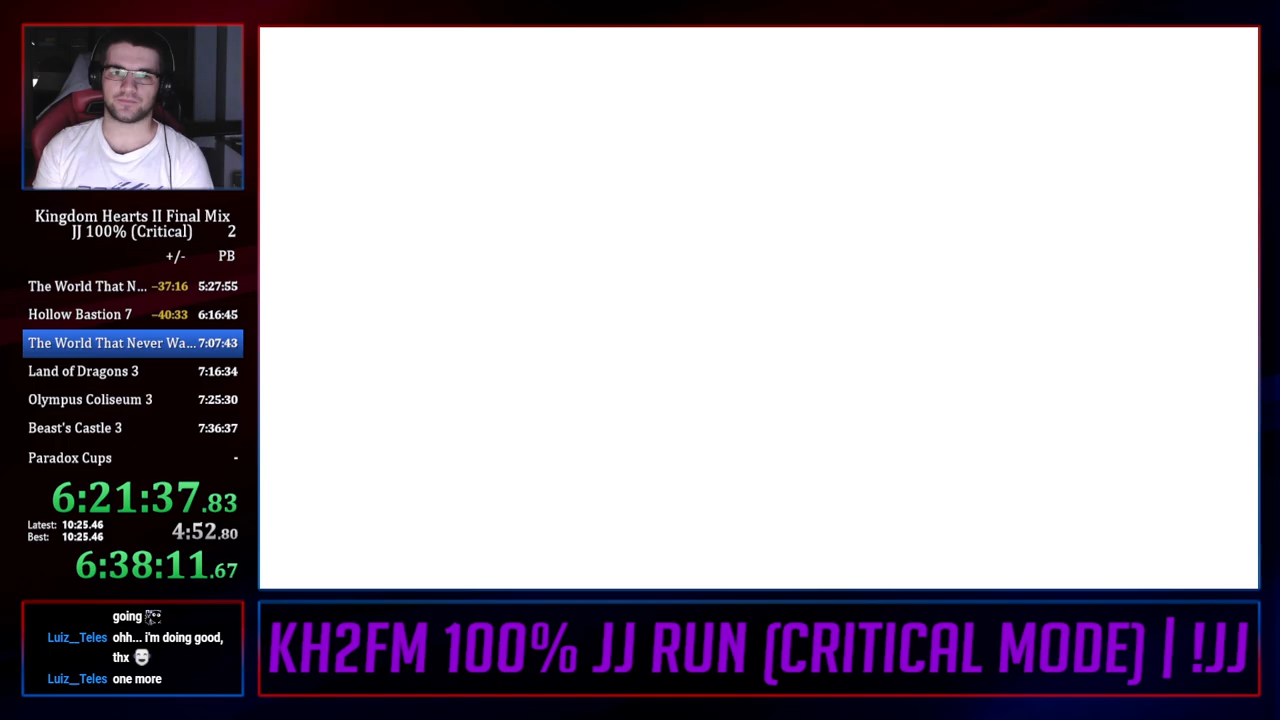 Kingdom Hearts II Final Mix
JJ 100% (Critical) 2
+/- PB
The World That N... −37:16 5:27:55
Hollow Bastion 7 −40:33 6:16:45
The World That Never Wa... 7:07:43
Land of Dragons 3 7:16:34
Olympus Coliseum 3 7:25:30
Beast's Castle 3 7:36:37
Paradox Cups -
6:21:37.83
Latest: 10:25.46
Best: 10:25.46
4:52.80
6:38:11.67
going
Luiz__Teles ohh... i'm doing good,
thx
Luiz__Teles one more
KH2FM 100% JJ RUN (CRITICAL MODE) | !JJ